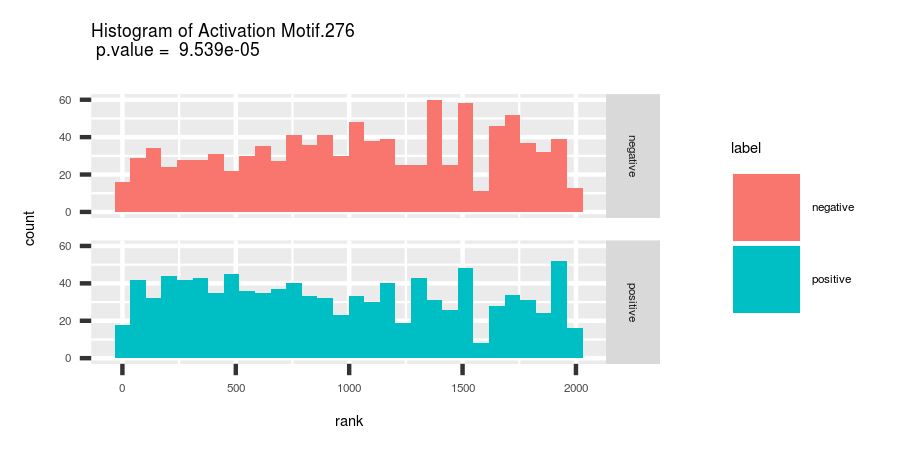 Histogram of Activation Motif.276
p.value = 9.539e-05
count
60
40
20
0
negative
60
40
20
0
positive
0 500 1000 1500 2000
rank
label
negative
positive